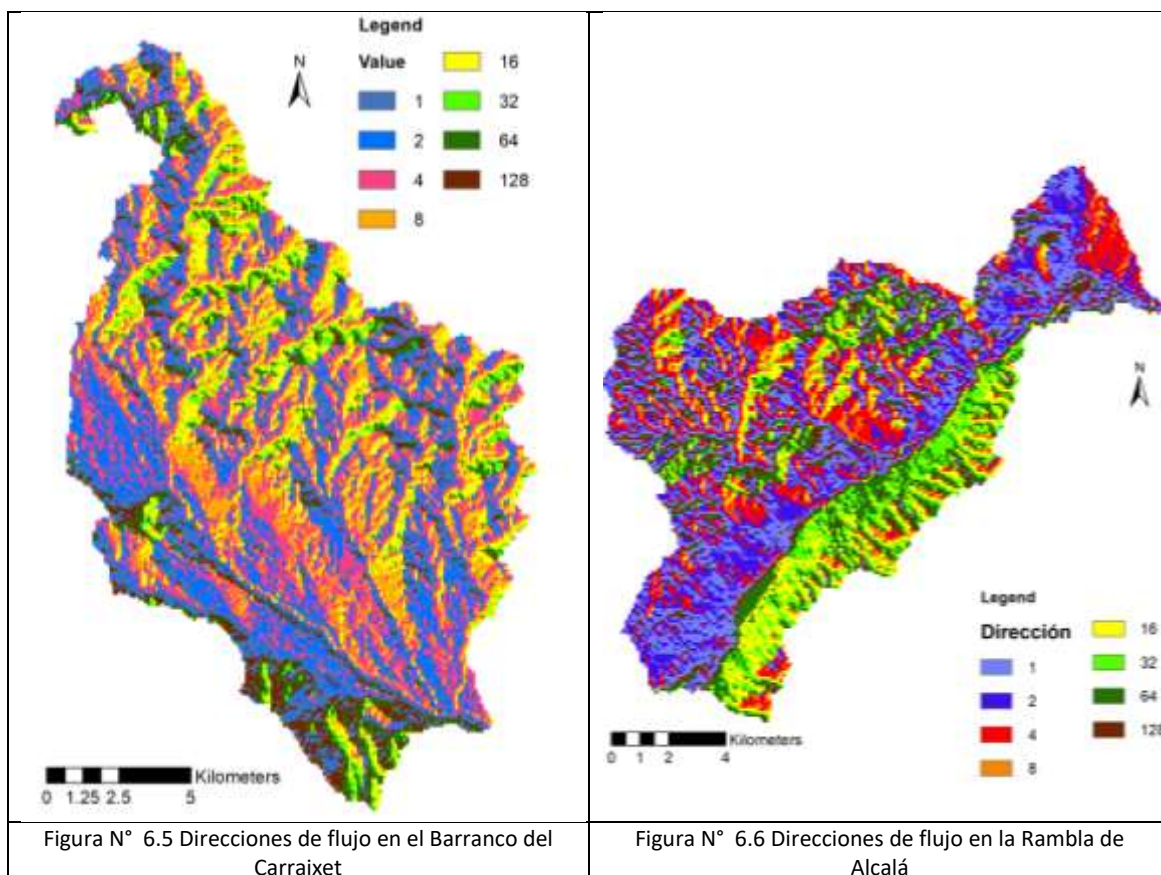 Legend
Value
16
1
32
2
64
4
128
8
N
Kilometers
0 1.25 2.5 5
Legend
Dirección
16
1
32
2
64
4
128
8
N
Kilometers
0 1 2 4
Figura N° 6.5 Direcciones de flujo en el Barranco del
Carraixet
Figura N° 6.6 Direcciones de flujo en la Rambla de
Alcalá